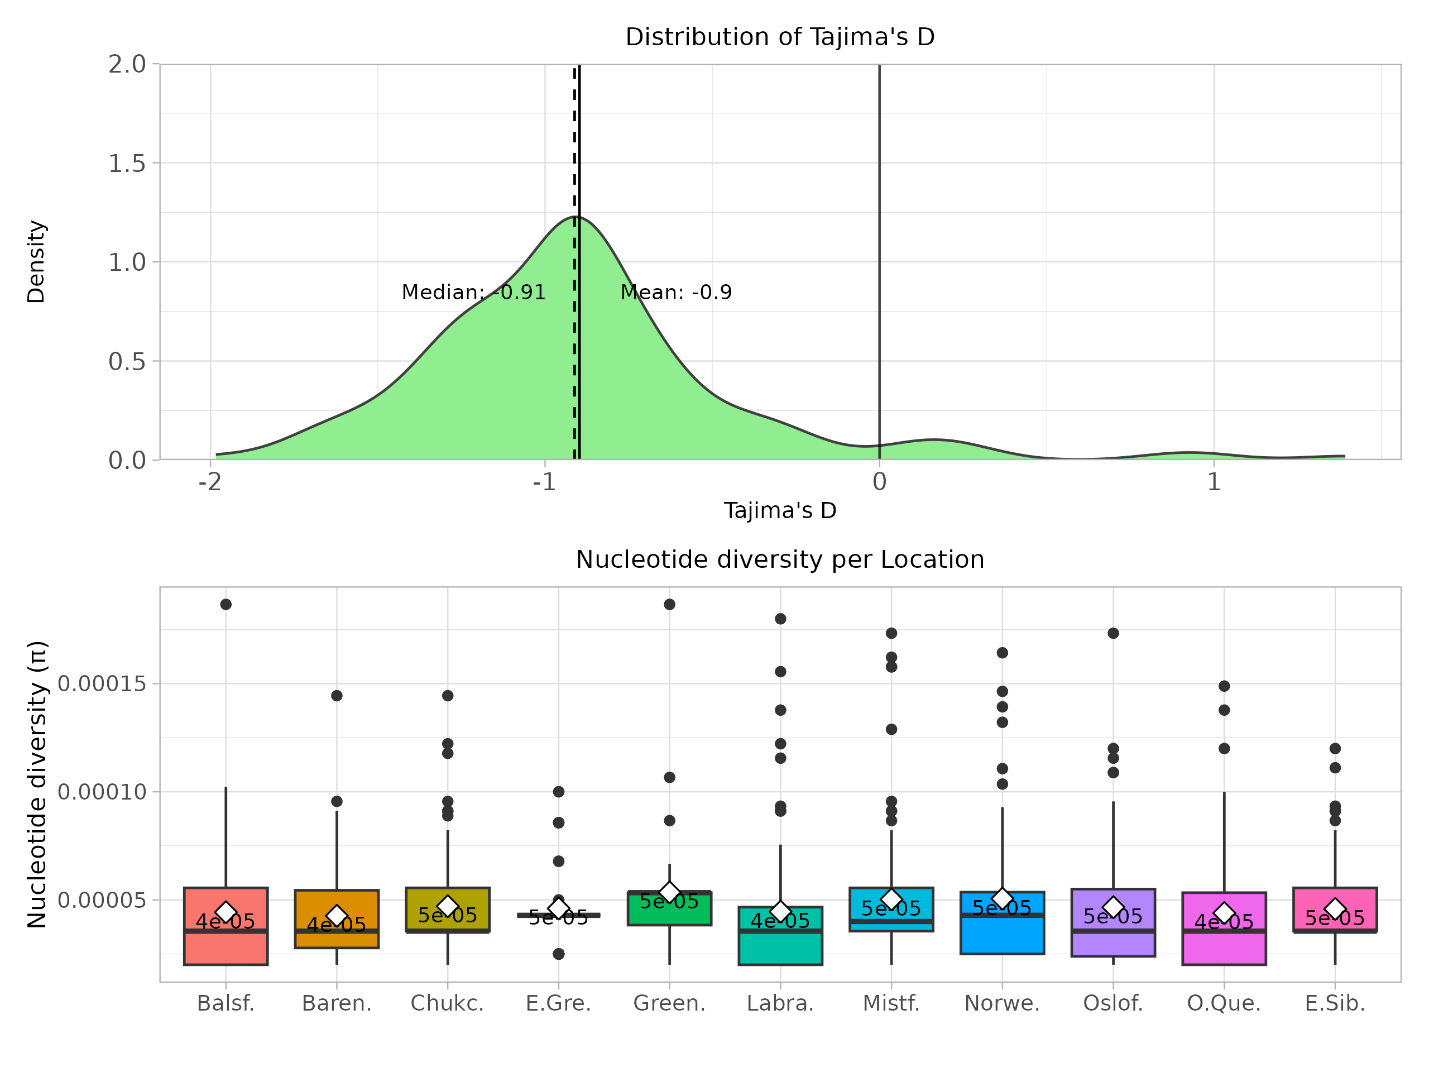 Distribution of Tajima's D
2.0
1.5
1.0
0.5
0.0
Density
Median: -0.91
Mean: -0.9
-2
-1
0
1
Tajima's D
Nucleotide diversity per Location
Nucleotide diversity (π)
0.00015
0.00010
0.00005
4e-05
4e-05
5e-05
5e-05
5e-05
4e-05
5e-05
5e-05
5e-05
4e-05
5e-05
Balsf.
Baren.
Chukc.
E.Gre.
Green.
Labra.
Mistf.
Norwe.
Oslof.
O.Que.
E.Sib.